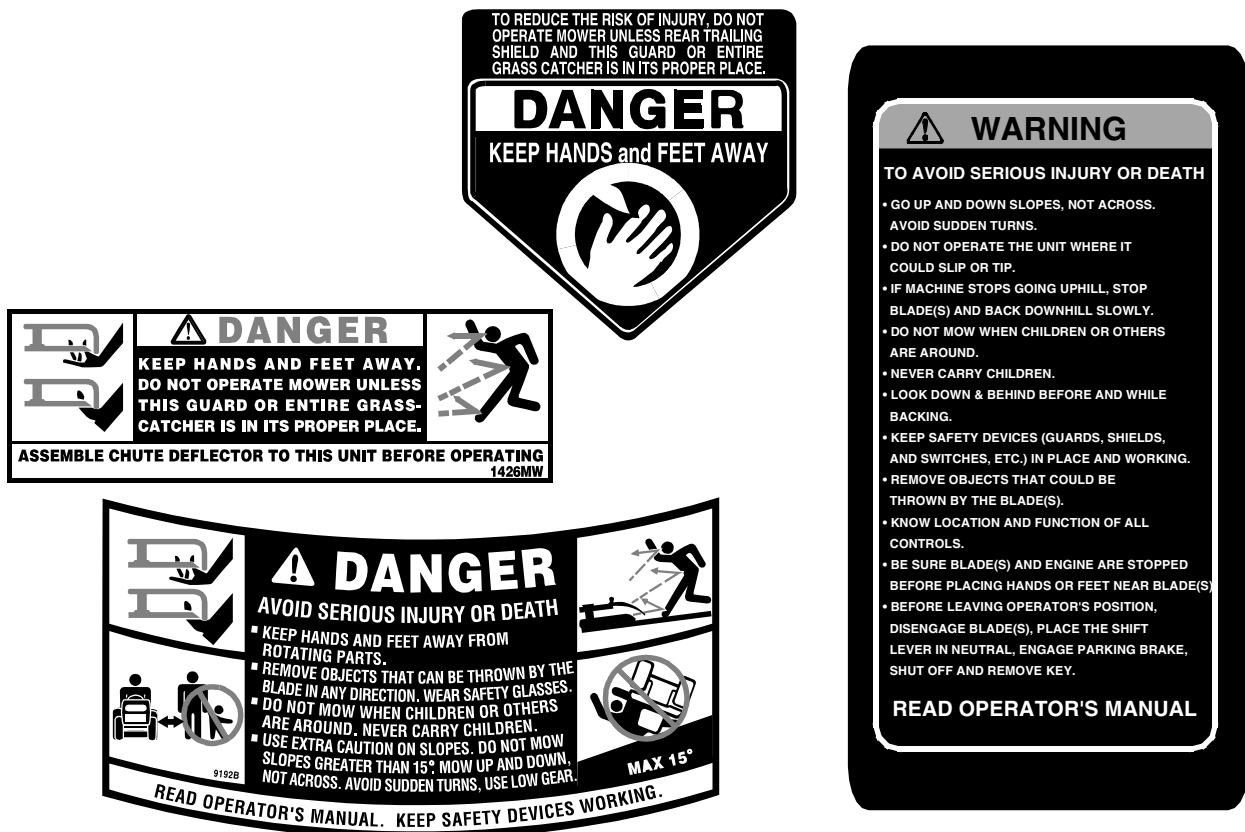 TO REDUCE THE RISK OF INJURY, DO NOT
OPERATE MOWER UNLESS REAR TRAILING
SHIELD AND THIS GUARD OR ENTIRE
GRASS CATCHER IS IN ITS PROPER PLACE.
DANGER
KEEP HANDS and FEET AWAY
DANGER
KEEP HANDS AND FEET AWAY.
DO NOT OPERATE MOWER UNLESS
THIS GUARD OR ENTIRE GRASS-
CATCHER IS IN ITS PROPER PLACE.
ASSEMBLE CHUTE DEFLECTOR TO THIS UNIT BEFORE OPERATING
1426MW
DANGER
AVOID SERIOUS INJURY OR DEATH
▪ KEEP HANDS AND FEET AWAY FROM
ROTATING PARTS.
▪ REMOVE OBJECTS THAT CAN BE THROWN BY THE
BLADE IN ANY DIRECTION. WEAR SAFETY GLASSES.
▪ DO NOT MOW WHEN CHILDREN OR OTHERS
ARE AROUND. NEVER CARRY CHILDREN.
▪ USE EXTRA CAUTION ON SLOPES. DO NOT MOW
SLOPES GREATER THAN 15°. MOW UP AND DOWN,
NOT ACROSS. AVOID SUDDEN TURNS, USE LOW GEAR.
9192B
MAX 15°
READ OPERATOR'S MANUAL. KEEP SAFETY DEVICES WORKING.
WARNING
TO AVOID SERIOUS INJURY OR DEATH
• GO UP AND DOWN SLOPES, NOT ACROSS.
AVOID SUDDEN TURNS.
• DO NOT OPERATE THE UNIT WHERE IT
COULD SLIP OR TIP.
• IF MACHINE STOPS GOING UPHILL, STOP
BLADE(S) AND BACK DOWNHILL SLOWLY.
• DO NOT MOW WHEN CHILDREN OR OTHERS
ARE AROUND.
• NEVER CARRY CHILDREN.
• LOOK DOWN & BEHIND BEFORE AND WHILE
BACKING.
• KEEP SAFETY DEVICES (GUARDS, SHIELDS,
AND SWITCHES, ETC.) IN PLACE AND WORKING.
• REMOVE OBJECTS THAT COULD BE
THROWN BY THE BLADE(S).
• KNOW LOCATION AND FUNCTION OF ALL
CONTROLS.
• BE SURE BLADE(S) AND ENGINE ARE STOPPED
BEFORE PLACING HANDS OR FEET NEAR BLADE(S)
• BEFORE LEAVING OPERATOR'S POSITION,
DISENGAGE BLADE(S), PLACE THE SHIFT
LEVER IN NEUTRAL, ENGAGE PARKING BRAKE,
SHUT OFF AND REMOVE KEY.
READ OPERATOR'S MANUAL